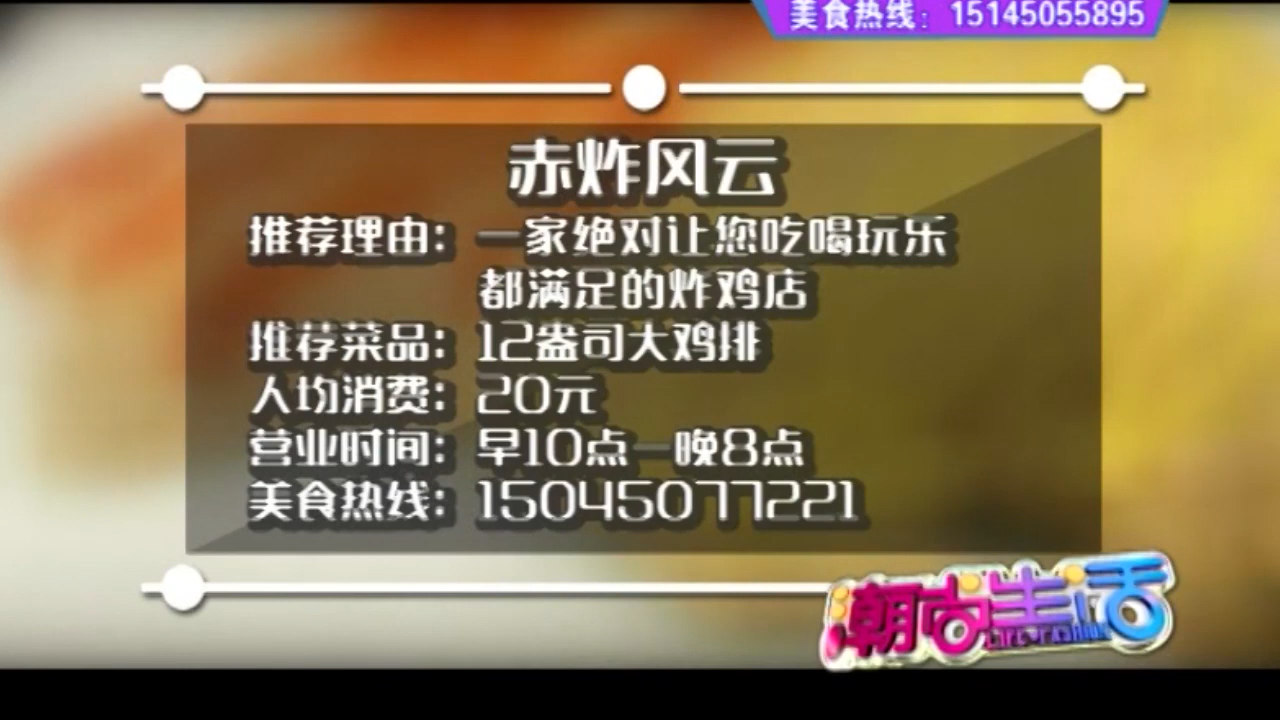 美食热线：15145055895
赤炸风云
推荐理由：一家绝对让您吃喝玩乐
都满足的炸鸡店
推荐菜品：12盎司大鸡排
人均消费：20元
营业时间：早10点—晚8点
美食热线：15045077221
潮尚生活
LIFE FASHION